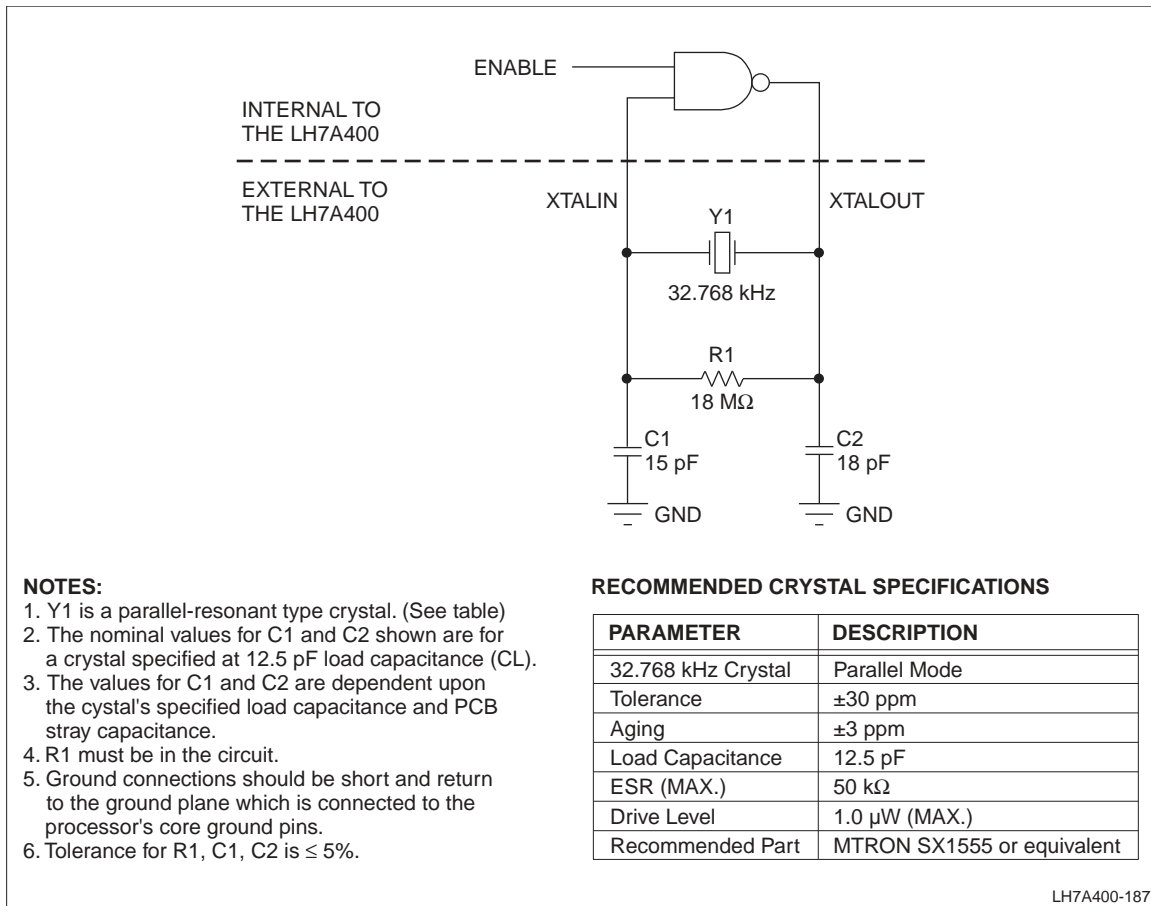 ENABLE
INTERNAL TO
THE LH7A400
EXTERNAL TO
THE LH7A400
XTALIN
XTALOUT
Y1
32.768 kHz
R1
18 MΩ
C1
15 pF
C2
18 pF
GND
GND
NOTES:
1. Y1 is a parallel-resonant type crystal. (See table)
2. The nominal values for C1 and C2 shown are for
a crystal specified at 12.5 pF load capacitance (CL).
3. The values for C1 and C2 are dependent upon
the cystal's specified load capacitance and PCB
stray capacitance.
4. R1 must be in the circuit.
5. Ground connections should be short and return
to the ground plane which is connected to the
processor's core ground pins.
6. Tolerance for R1, C1, C2 is ≤ 5%.
RECOMMENDED CRYSTAL SPECIFICATIONS
PARAMETER DESCRIPTION
32.768 kHz Crystal Parallel Mode
Tolerance ±30 ppm
Aging ±3 ppm
Load Capacitance 12.5 pF
ESR (MAX.) 50 kΩ
Drive Level 1.0 µW (MAX.)
Recommended Part MTRON SX1555 or equivalent
LH7A400-187